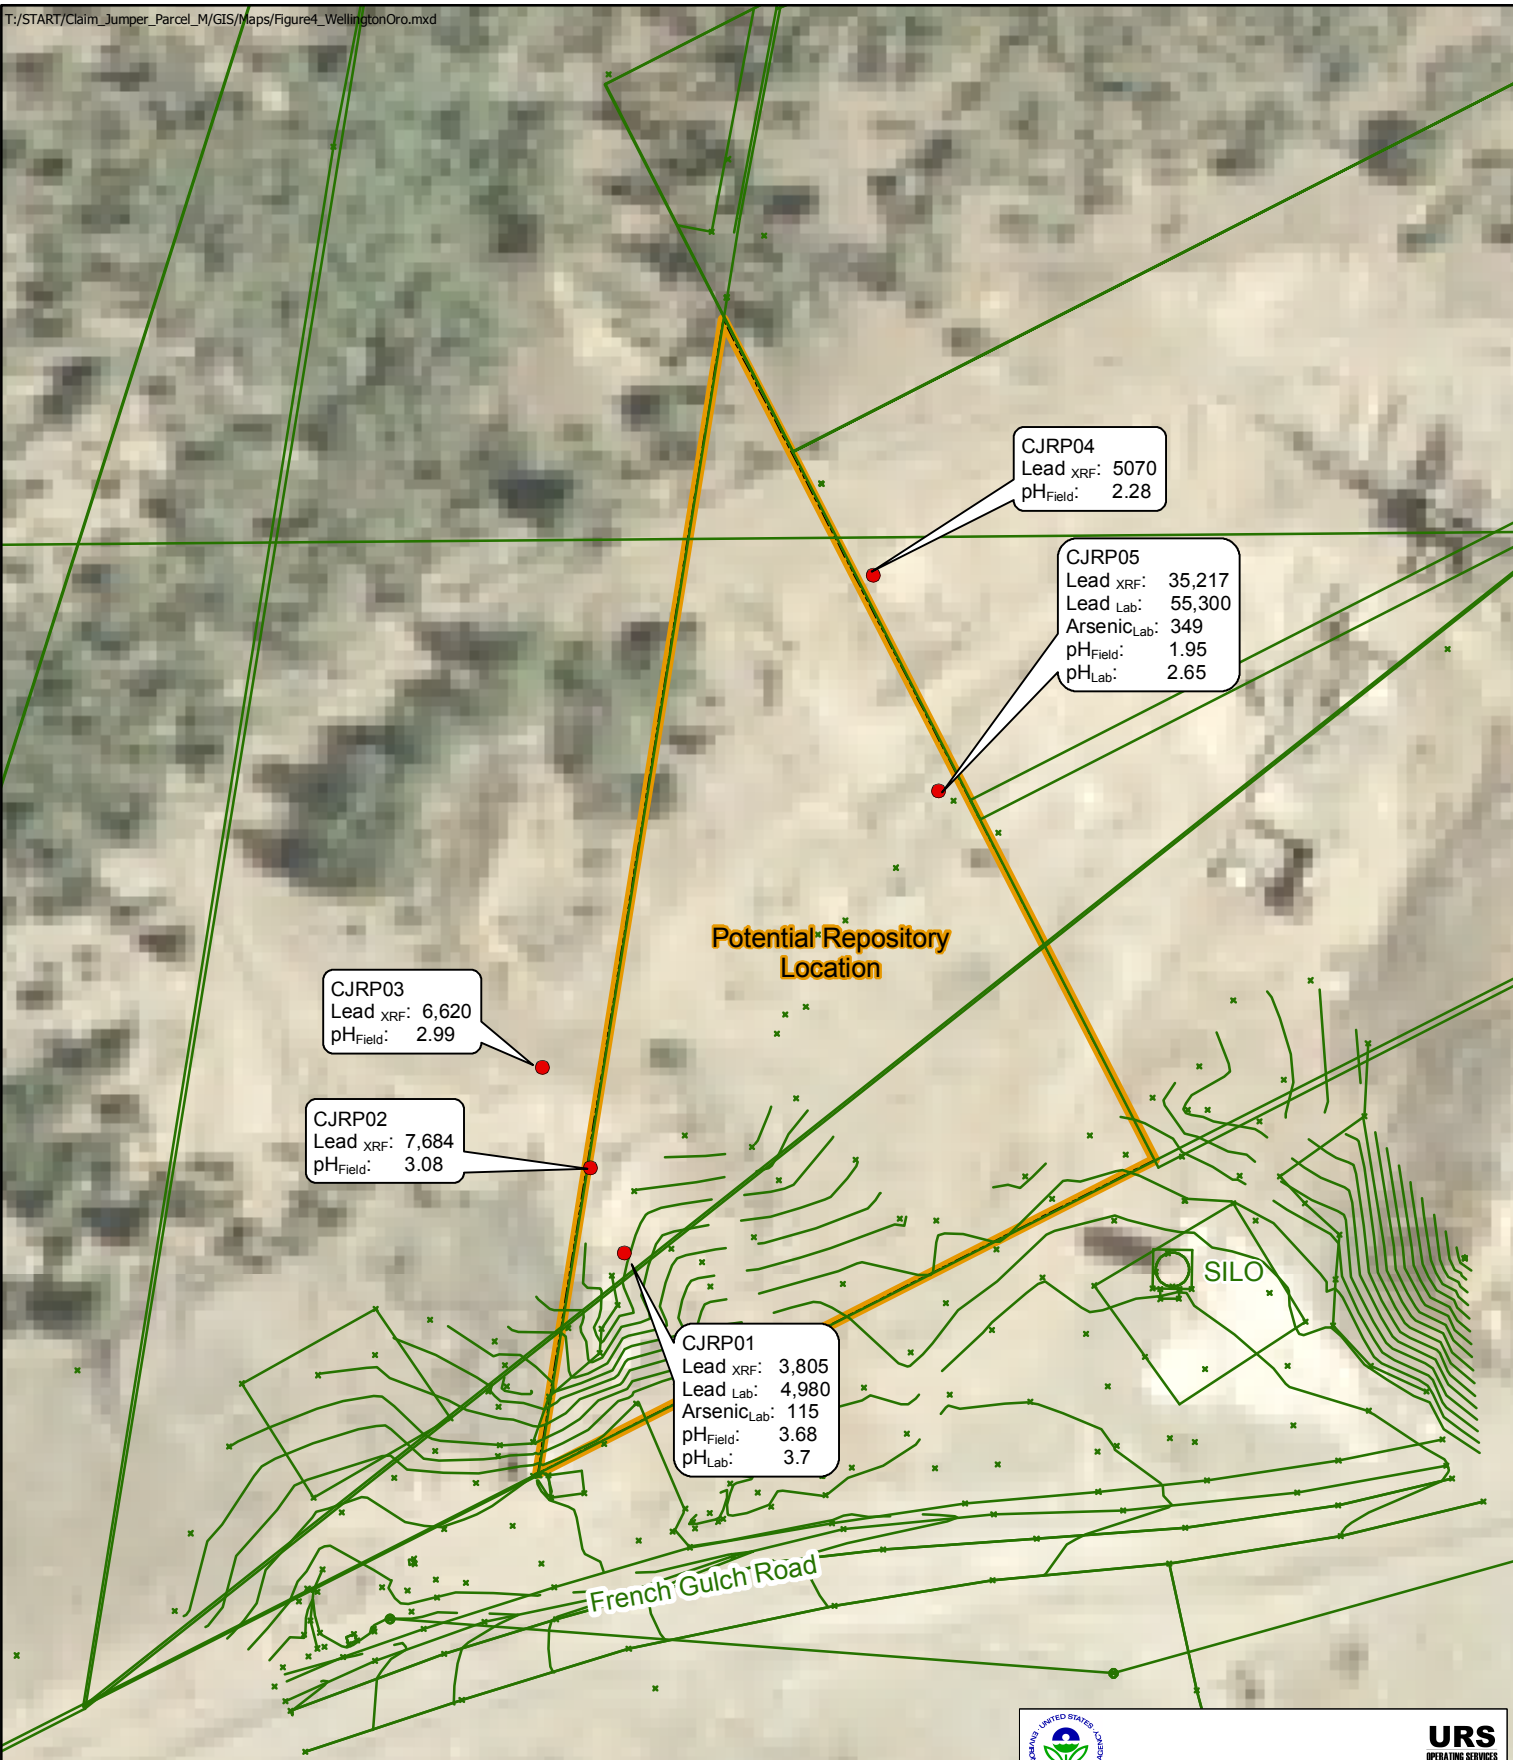 T:/START/Claim_Jumper_Parcel_M/GIS/Maps/Figure4_WellingtonOro.mxd
CJRP04
Lead XRF: 5070
pHField: 2.28
CJRP05
Lead XRF: 35,217
Lead Lab: 55,300
ArsenicLab: 349
pHField: 1.95
pHLab: 2.65
Potential Repository
Location
CJRP03
Lead XRF: 6,620
pHField: 2.99
CJRP02
Lead XRF: 7,684
pHField: 3.08
SILO
CJRP01
Lead XRF: 3,805
Lead Lab: 4,980
ArsenicLab: 115
pHField: 3.68
pHLab: 3.7
French Gulch Road
UNITED STATES
URS
OPERATING SERVICES